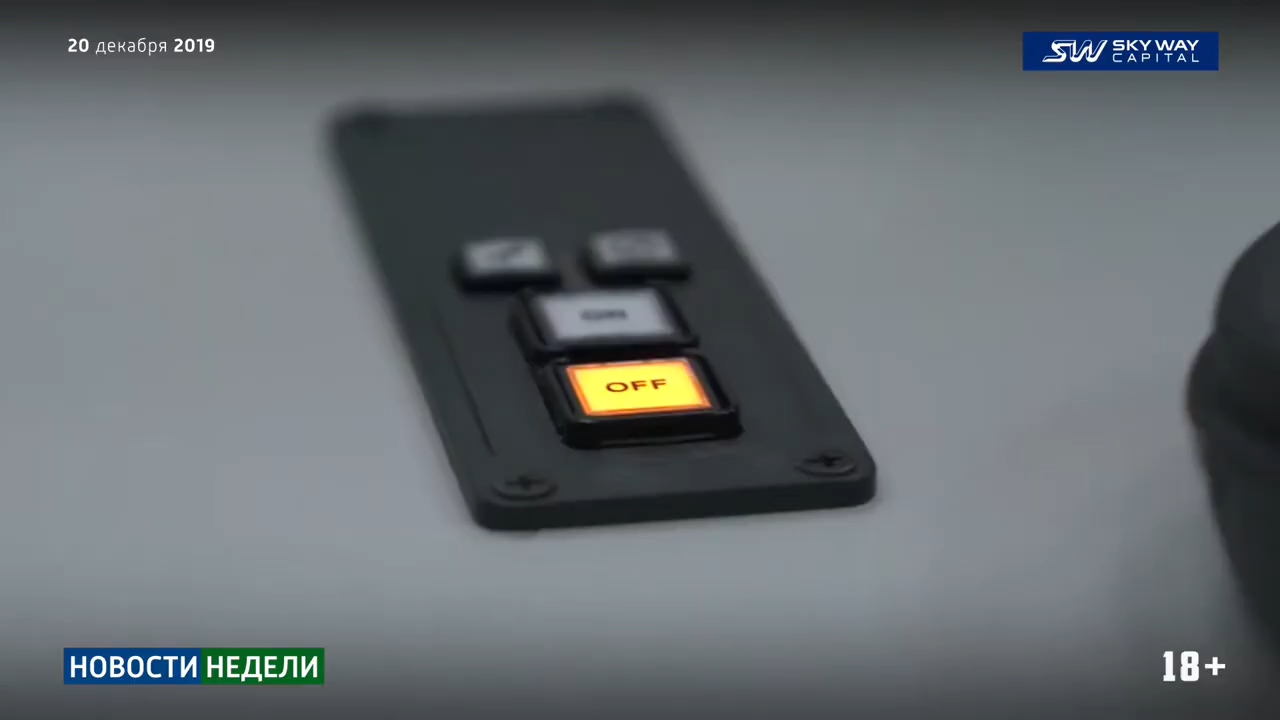 20 декабря 2019
SW SKY WAY
CAPITAL
ON
OFF
НОВОСТИ НЕДЕЛИ
18+